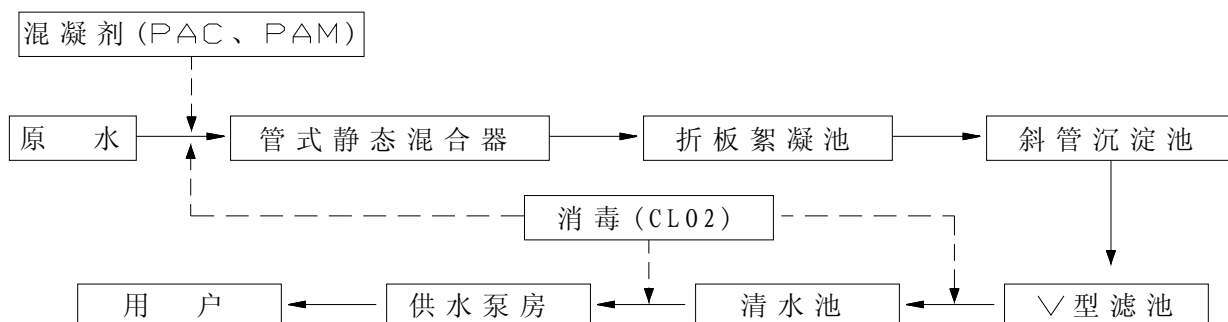 混凝剂(PAC、PAM)
原 水
管式静态混合器
折板絮凝池
斜管沉淀池
消毒(CLO2)
用 户
供水泵房
清水池
V型滤池